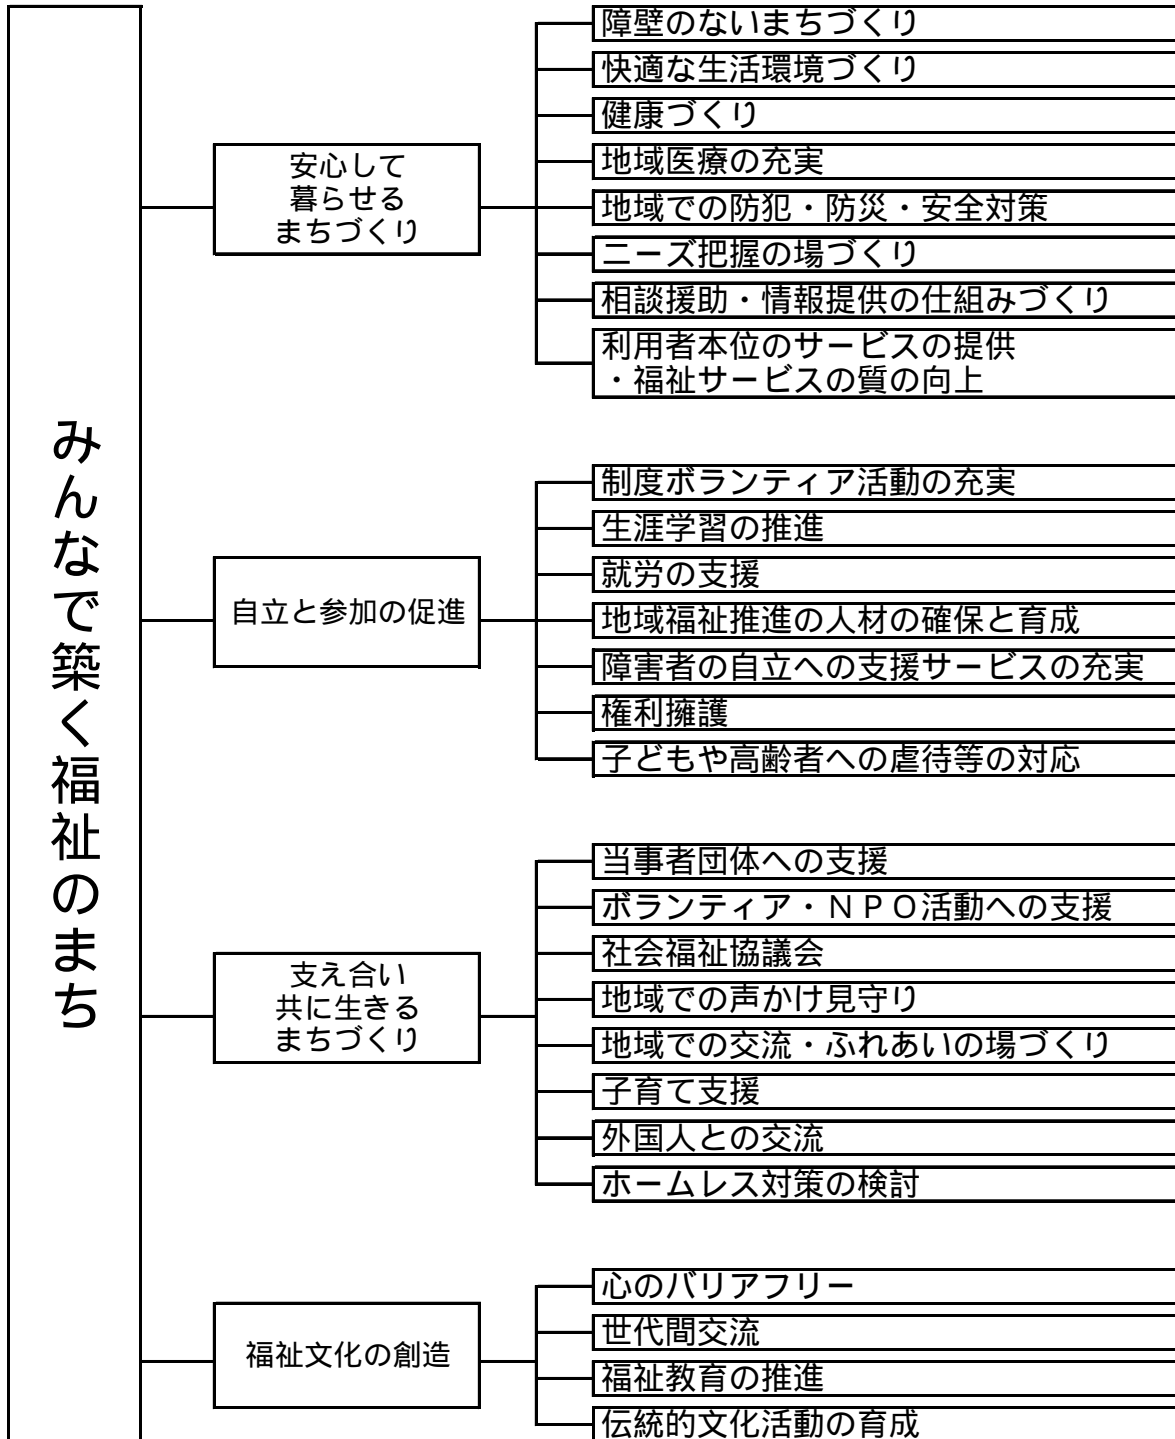 みんなで築く福祉のまち
安心して
暮らせる
まちづくり
障壁のないまちづくり
快適な生活環境づくり
健康づくり
地域医療の充実
地域での防犯・防災・安全対策
ニーズ把握の場づくり
相談援助・情報提供の仕組みづくり
利用者本位のサービスの提供
・福祉サービスの質の向上
自立と参加の促進
制度ボランティア活動の充実
生涯学習の推進
就労の支援
地域福祉推進の人材の確保と育成
障害者の自立への支援サービスの充実
権利擁護
子どもや高齢者への虐待等の対応
支え合い
共に生きる
まちづくり
当事者団体への支援
ボランティア・ＮＰＯ活動への支援
社会福祉協議会
地域での声かけ見守り
地域での交流・ふれあいの場づくり
子育て支援
外国人との交流
ホームレス対策の検討
福祉文化の創造
心のバリアフリー
世代間交流
福祉教育の推進
伝統的文化活動の育成